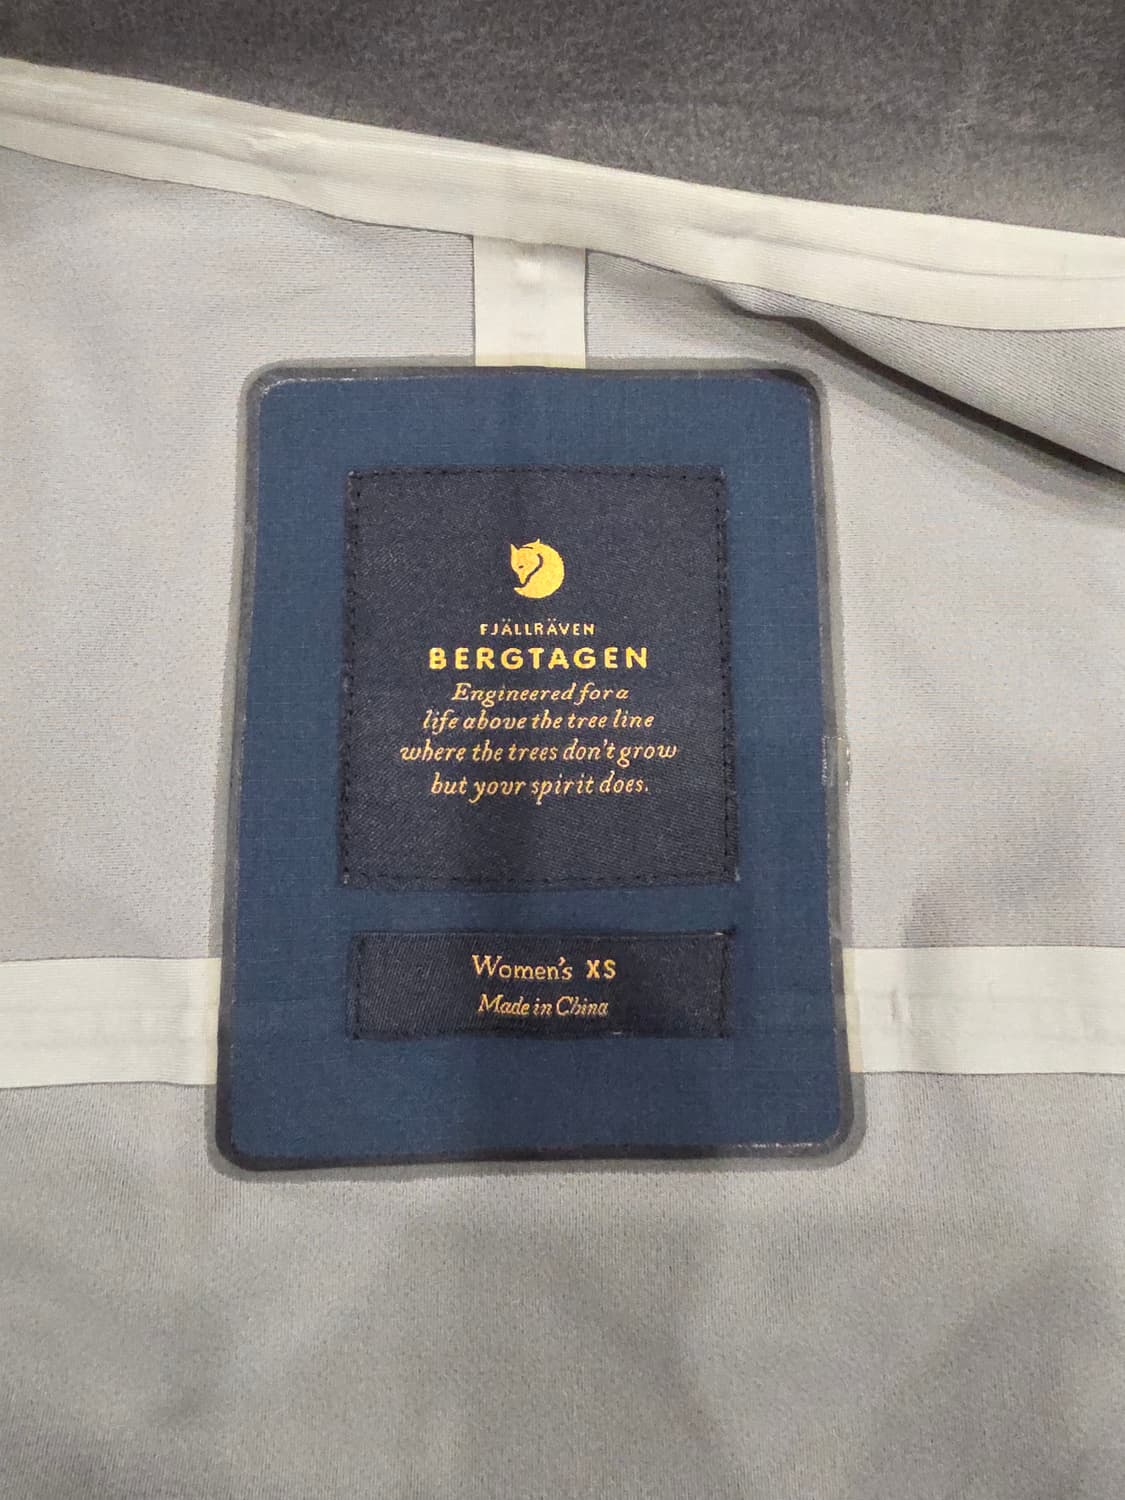 FJÄLLRÄVEN
BERGTAGEN
Engineered for a
life above the tree line
where the trees don't grow
but your spirit does.
Women's XS
Made in China